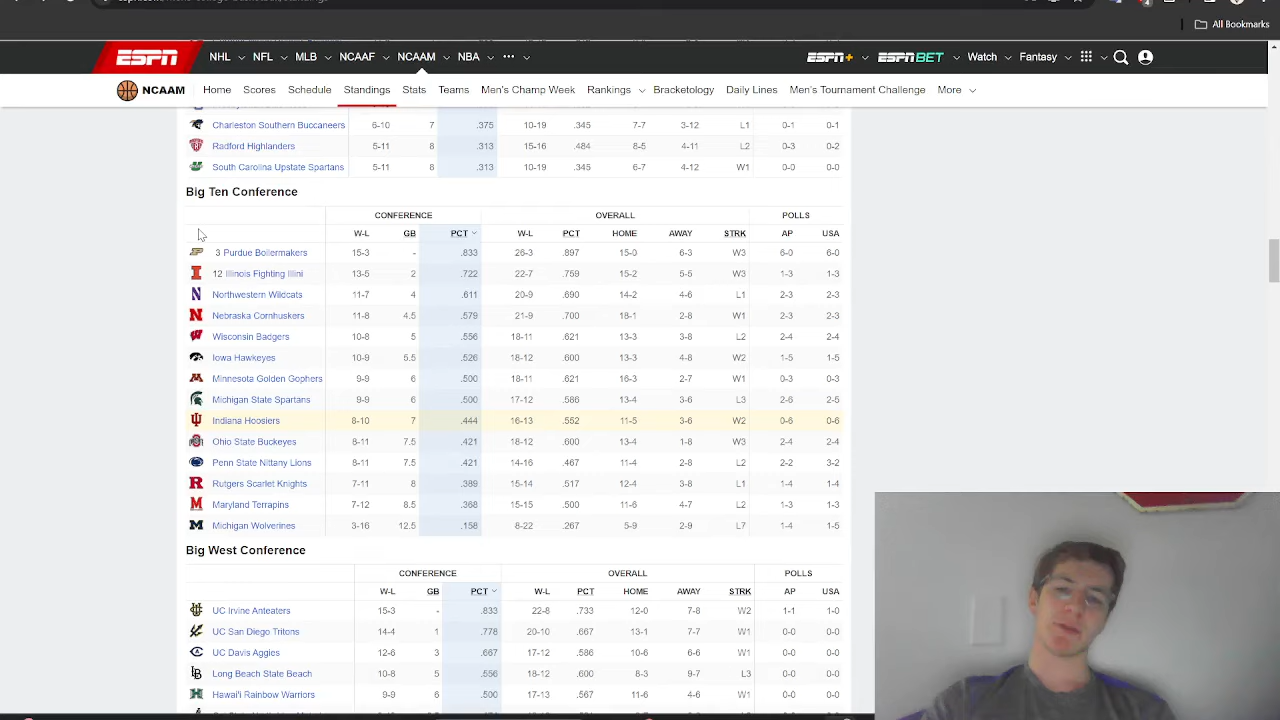 All Bookmarks
ESPN NHL NFL MLB NCAAF NCAAM NBA ESPN+ ESPN BET Watch Fantasy
NCAAM Home Scores Schedule Standings Stats Teams Men's Champ Week Rankings Bracketology Daily Lines Men's Tournament Challenge More
Charleston Southern Buccaneers 6-10 7 .375 10-19 .345 7-7 3-12 L1 0-1 0-1
Radford Highlanders 5-11 8 .313 15-16 .484 8-5 4-11 L2 0-3 0-2
South Carolina Upstate Spartans 5-11 8 .313 10-19 .345 6-7 4-12 W1 0-0 0-0
Big Ten Conference
CONFERENCE OVERALL POLLS
W-L GB PCT W-L PCT HOME AWAY STRK AP USA
3 Purdue Boilermakers 15-3 - .833 26-3 .897 15-0 6-3 W3 6-0 6-0
12 Illinois Fighting Illini 13-5 2 .722 22-7 .759 15-2 5-5 W3 1-3 1-3
Northwestern Wildcats 11-7 4 .611 20-9 .690 14-2 4-6 L1 2-3 2-3
Nebraska Cornhuskers 11-8 4.5 .579 21-9 .700 18-1 2-8 W1 2-3 2-3
Wisconsin Badgers 10-8 5 .556 18-11 .621 13-3 3-8 L2 2-4 2-4
Iowa Hawkeyes 10-9 5.5 .526 18-12 .600 13-3 4-8 W2 1-5 1-5
Minnesota Golden Gophers 9-9 6 .500 18-11 .621 16-3 2-7 W1 0-3 0-3
Michigan State Spartans 9-9 6 .500 17-12 .586 13-4 3-6 L3 2-6 2-5
Indiana Hoosiers 8-10 7 .444 16-13 .552 11-5 3-6 W2 0-6 0-6
Ohio State Buckeyes 8-11 7.5 .421 18-12 .600 13-4 1-8 W3 2-4 2-4
Penn State Nittany Lions 8-11 7.5 .421 14-16 .467 11-4 2-8 L2 2-2 3-2
Rutgers Scarlet Knights 7-11 8 .389 15-14 .517 12-4 3-8 L1 1-4 1-4
Maryland Terrapins 7-12 8.5 .368 15-15 .500 11-6 4-7 L2 1-3 1-3
Michigan Wolverines 3-16 12.5 .158 8-22 .267 5-9 2-9 L7 1-4 1-5
Big West Conference
CONFERENCE OVERALL POLLS
W-L GB PCT W-L PCT HOME AWAY STRK AP USA
UC Irvine Anteaters 15-3 - .833 22-8 .733 12-0 7-8 W2 1-1 1-0
UC San Diego Tritons 14-4 1 .778 20-10 .667 13-1 7-7 W1 0-0 0-0
UC Davis Aggies 12-6 3 .667 17-12 .586 10-6 6-6 W1 0-0 0-0
Long Beach State Beach 10-8 5 .556 18-12 .600 8-3 9-7 L3 0-0 0-0
Hawai'i Rainbow Warriors 9-9 6 .500 17-13 .567 11-6 4-6 W1 0-0 0-0